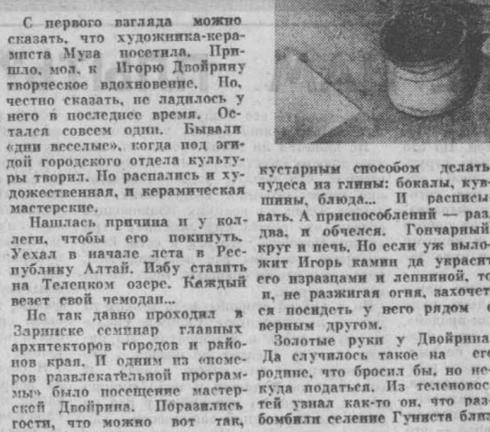 С первого взгляда можно
сказать, что художника-кера-
миста Муза посетила. При-
шло, мол, к Игорю Двойрину
творческое вдохновение. Но,
честно сказать, не ладилось у
него в последнее время. Ос-
тался совсем один. Бывали
«дни веселые», когда под эги-
дой городского отдела культу-
ры творил. Но распались и ху-
дожественная, и керамическая
мастерские.
Нашлась причина и у кол-
леги, чтобы его покинуть.
Уехал в начале лета в Рес-
публику Алтай. Избу ставить
на Телецком озере. Каждый
везет свой чемодан...
Не так давно проходил в
Заринске семинар главных
архитекторов городов и райо-
нов края. И одним из «номе-
ров развлекательной програм-
мы» было посещение мастер-
ской Двойрина. Поразились
гости, что можно вот так,
кустарным способом делать
чудеса из глины: бокалы, кув-
шины, блюда... И расписы-
вать. А приспособлений — раз,
два, и обчелся. Гончарный
круг и печь. Но если уж выло-
жит Игорь камин да украсит
его изразцами и лепниной, то
и, не разжигая огня, захочет-
ся посидеть у него рядом с
верным другом.
Золотые руки у Двойрина
Да случилось такое на его
родине, что бросил бы, но не-
куда податься. Из теленовос-
тей узнал как-то он, что раз-
бомбили селение Гуниста близ